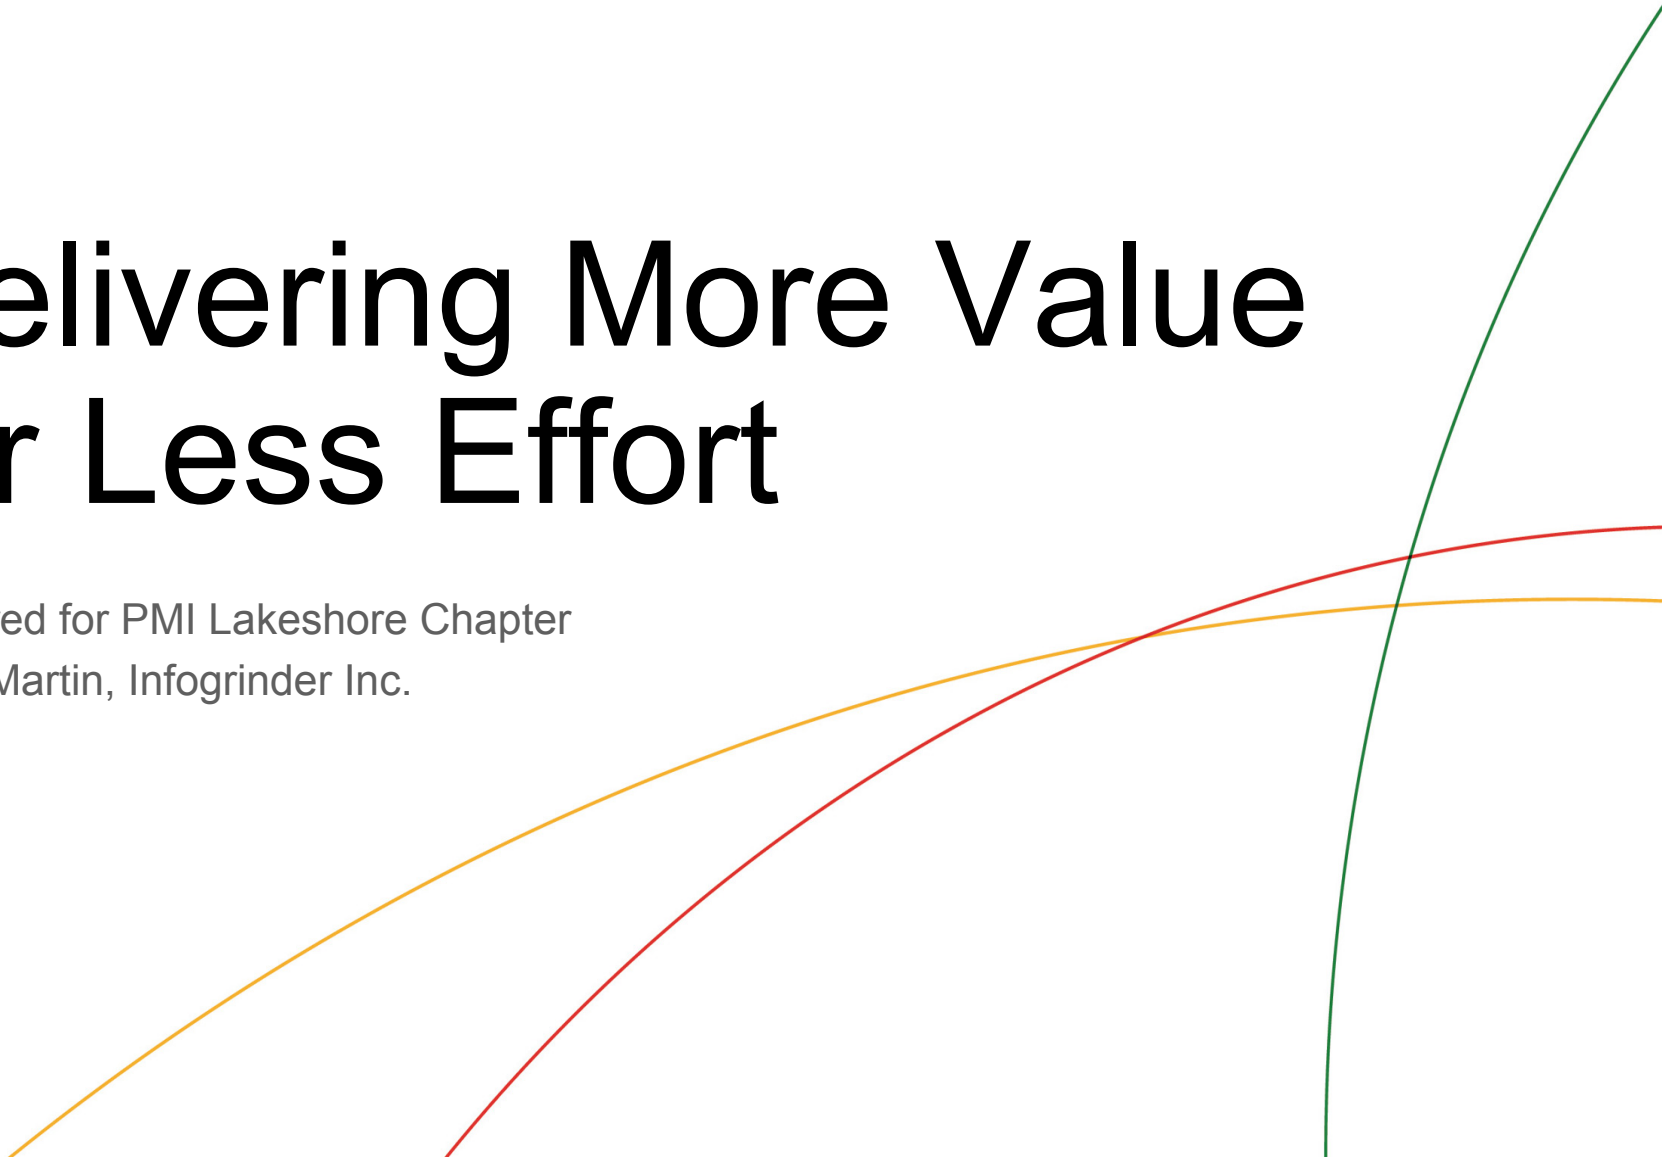 elivering More Value
r Less Effort
ed for PMI Lakeshore Chapter
Martin, Infogrinder Inc.